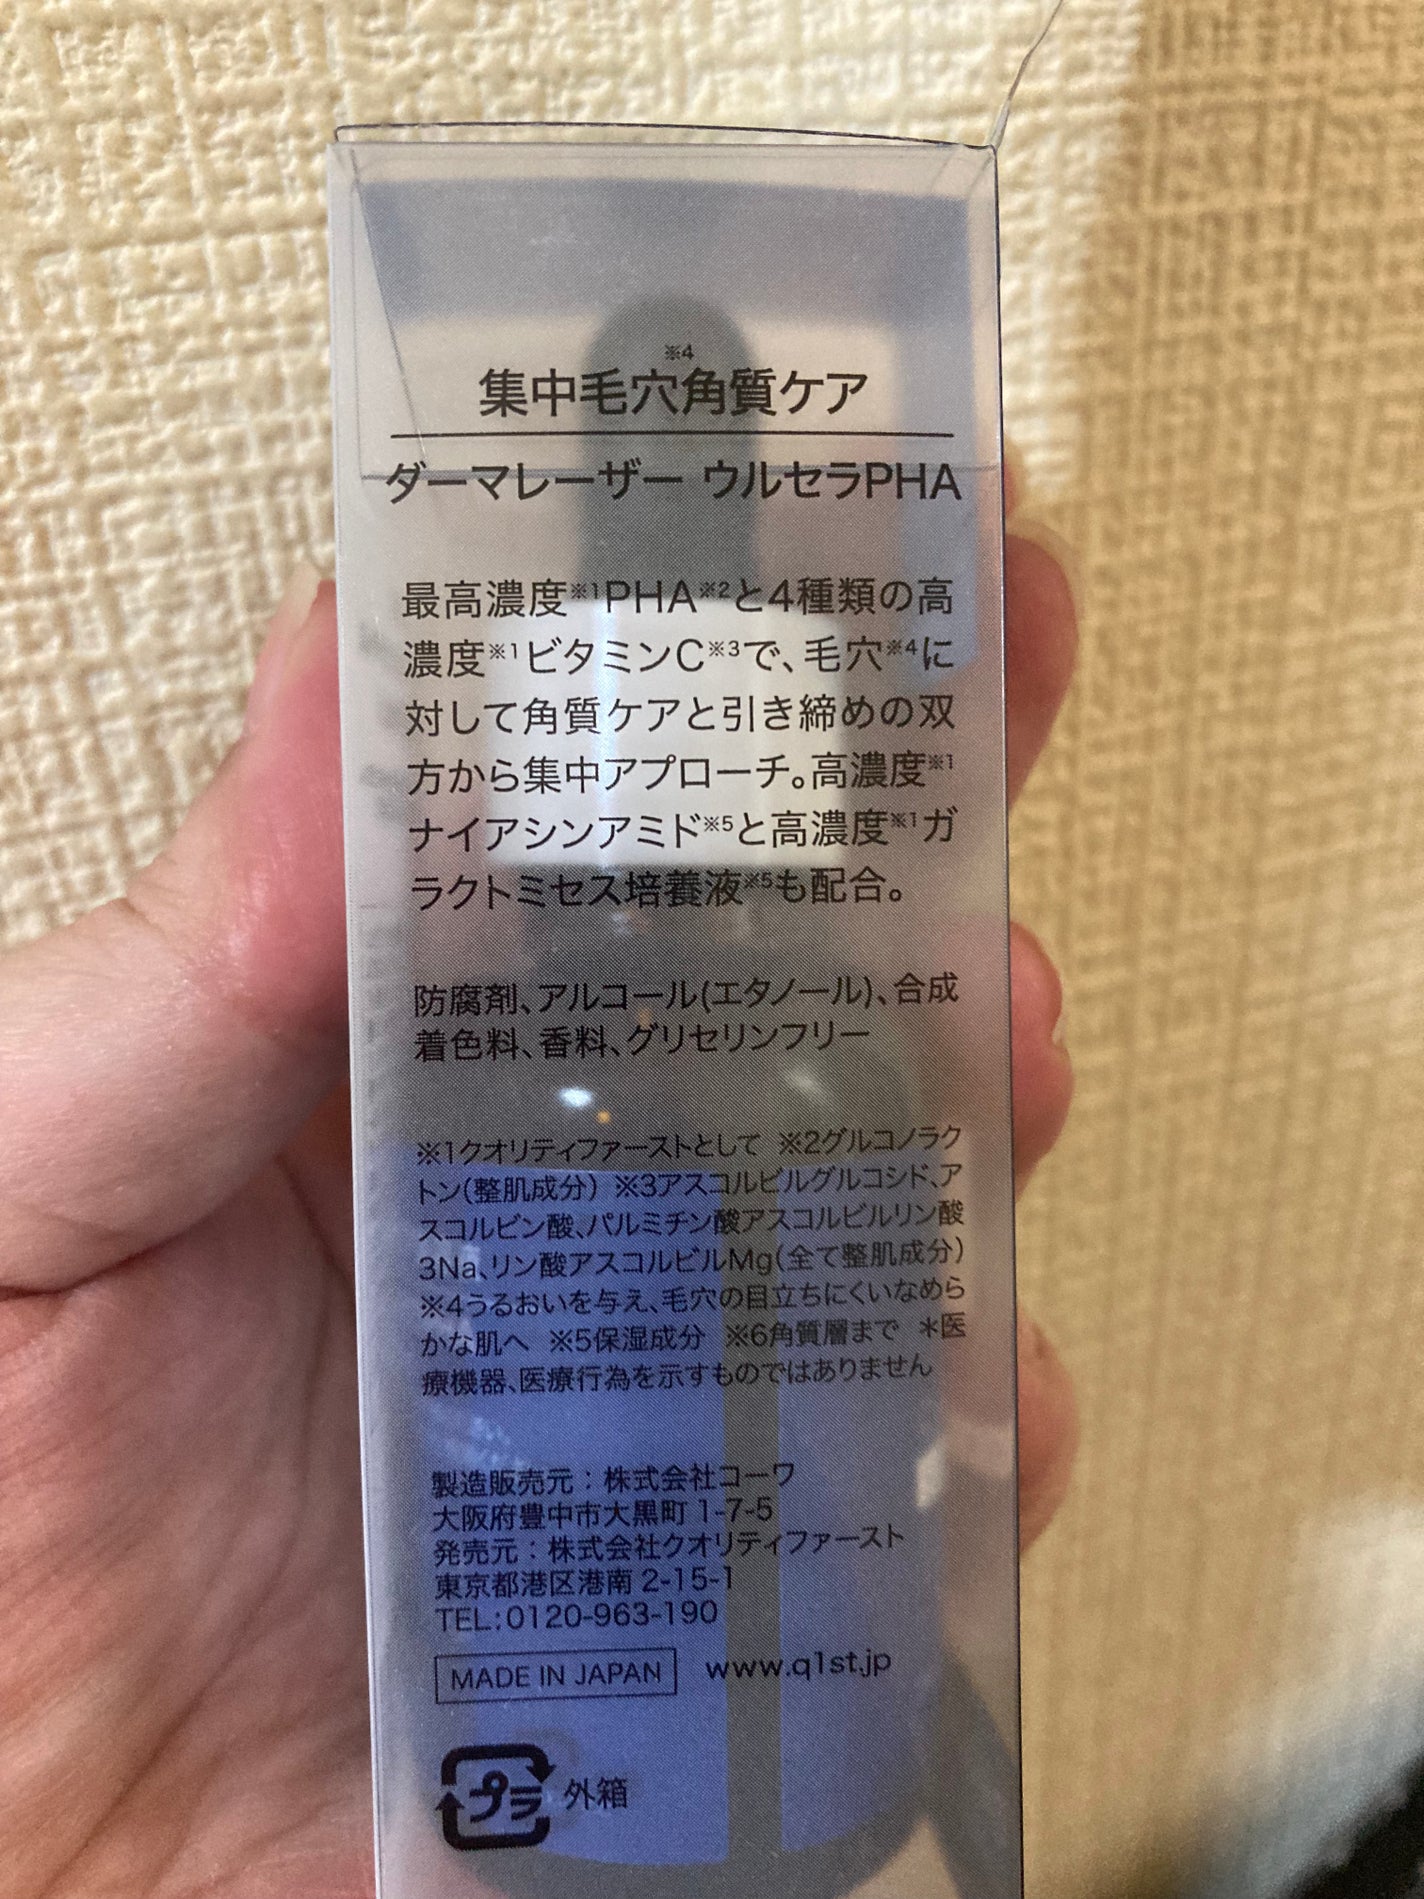 ※4
集中毛穴角質ケア
ダーマレーザー ウルセラPHA
最高濃度※1PHA※2と4種類の高
濃度※1ビタミンC※3で、毛穴※4に
対して角質ケアと引き締めの双
方から集中アプローチ。高濃度※1
ナイアシンアミド※5と高濃度※1ガ
ラクトミセス培養液※5も配合。
防腐剤、アルコール(エタノール)、合成
着色料、香料、グリセリンフリー
※1クオリティファーストとして ※2グルコノラク
トン(整肌成分) ※3アスコルビルグルコシド、ア
スコルビン酸、パルミチン酸アスコルビルリン酸
3Na、リン酸アスコルビルMg(全て整肌成分)
※4うるおいを与え、毛穴の目立ちにくいなめら
かな肌へ ※5保湿成分 ※6角質層まで *医
療機器、医療行為を示すものではありません
製造販売元：株式会社コーワ
大阪府豊中市大黒町 1-7-5
発売元：株式会社クオリティファースト
東京都港区港南 2-15-1
TEL:0120-963-190
MADE IN JAPAN www.q1st.jp
プラ 外箱